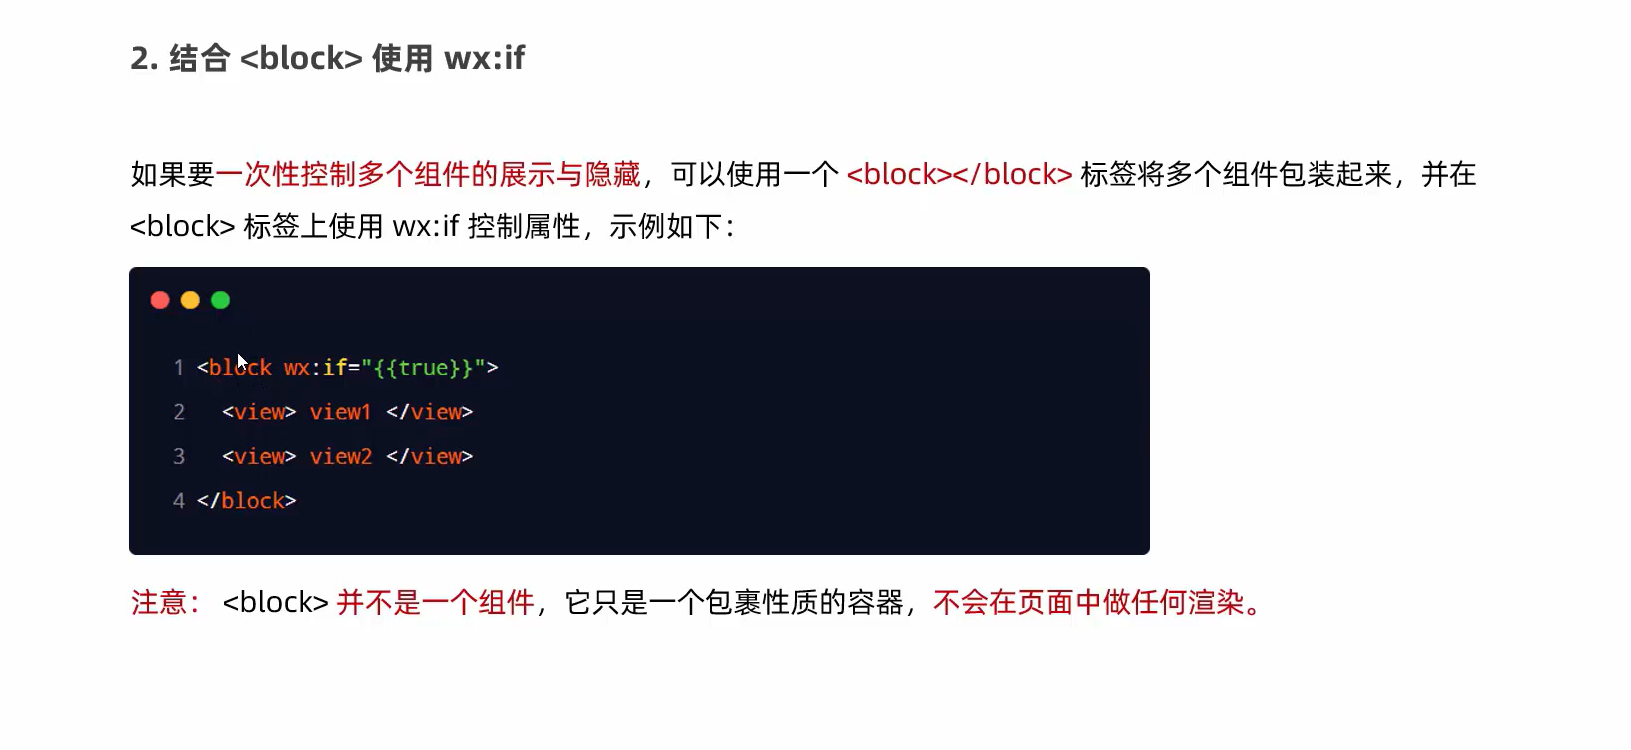 2. 结合 <block> 使用 wx:if
如果要一次性控制多个组件的展示与隐藏，可以使用一个 <block></block> 标签将多个组件包装起来，并在
<block> 标签上使用 wx:if 控制属性，示例如下：
1 <block wx:if="{{true}}">
2   <view> view1 </view>
3   <view> view2 </view>
4 </block>
注意： <block> 并不是一个组件，它只是一个包裹性质的容器，不会在页面中做任何渲染。